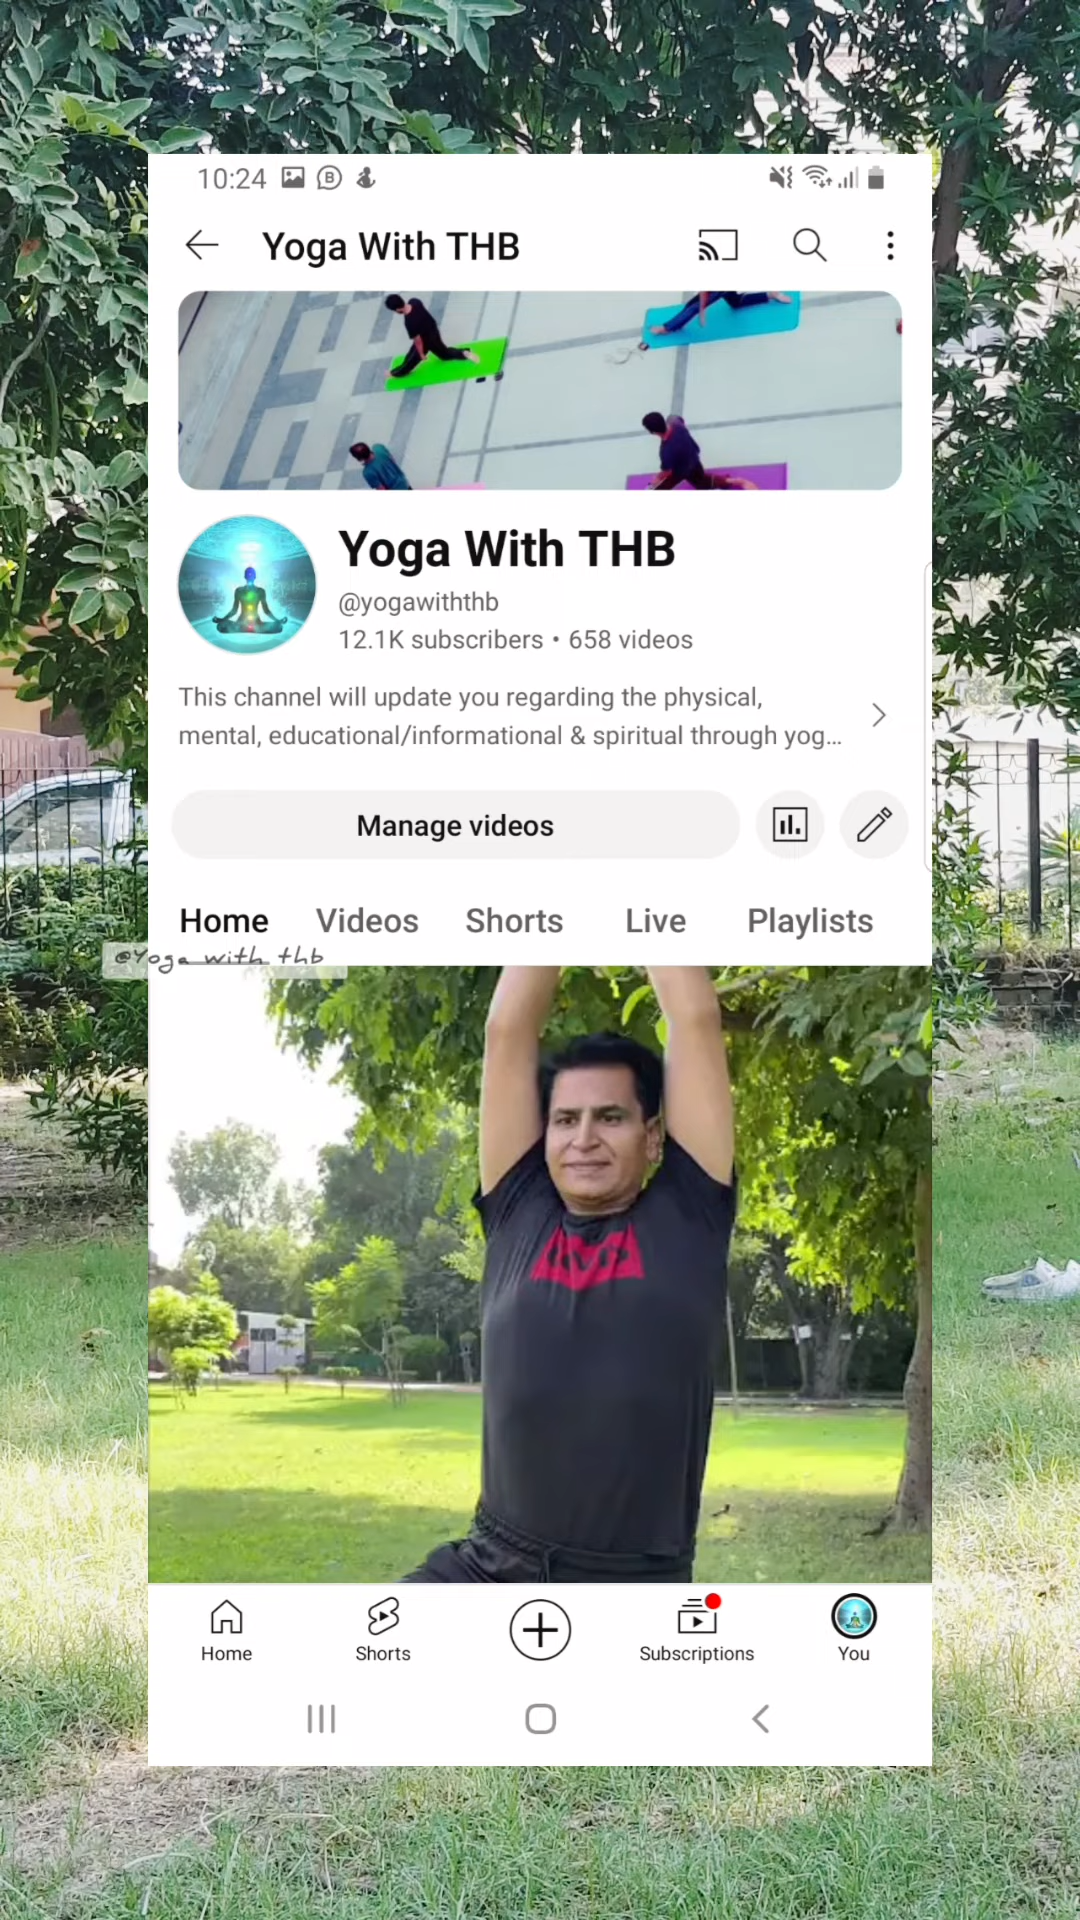 10:24
Yoga With THB
Yoga With THB
@yogawiththb
12.1K subscribers • 658 videos
This channel will update you regarding the physical,
mental, educational/informational & spiritual through yog...
Manage videos
Home Videos Shorts Live Playlists
@Yoga with thb
Home Shorts Subscriptions You